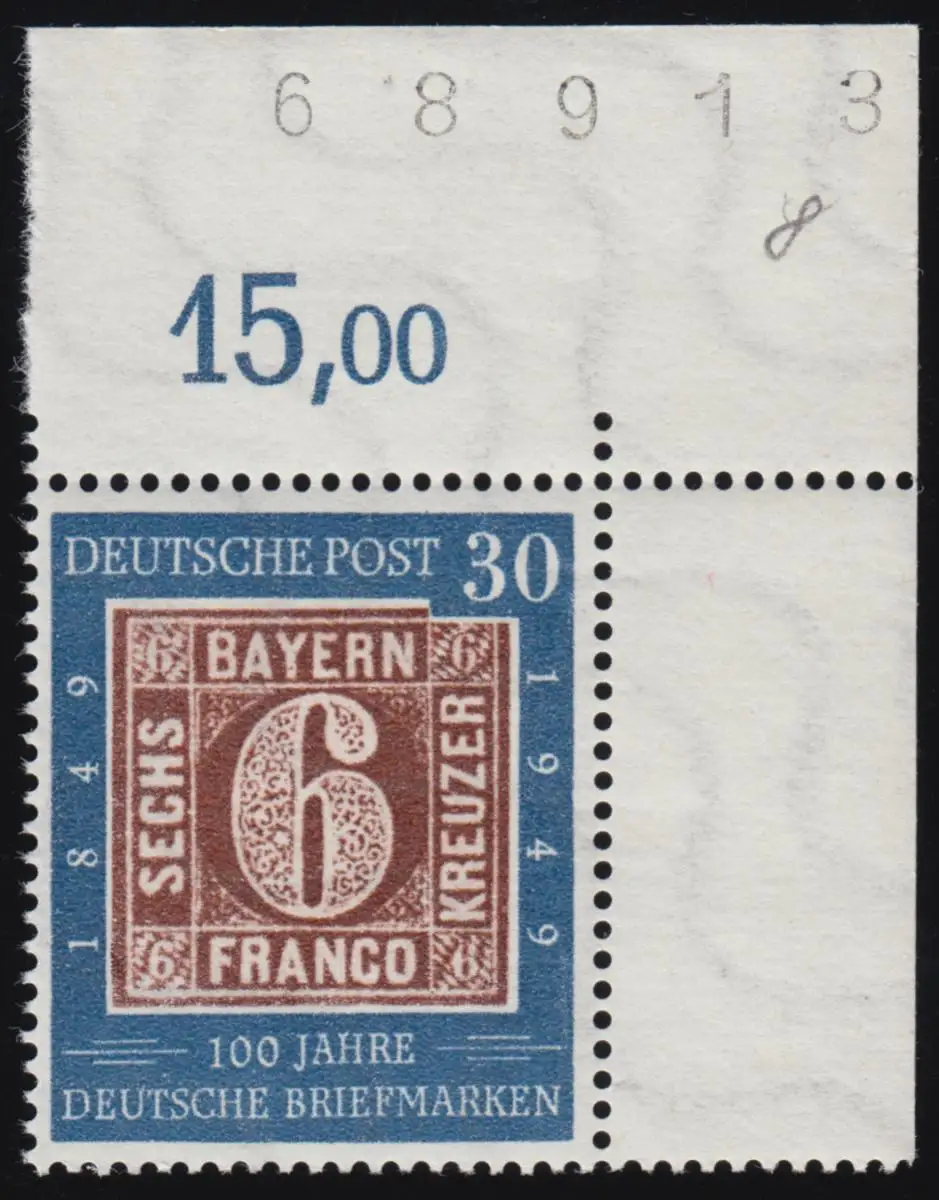 6 8 9 1 3
8
15,00
DEUTSCHE POST 30
1849
1949
6 BAYERN 6
SECHS
6
KREUZER
6 FRANCO 6
100 JAHRE
DEUTSCHE BRIEFMARKEN